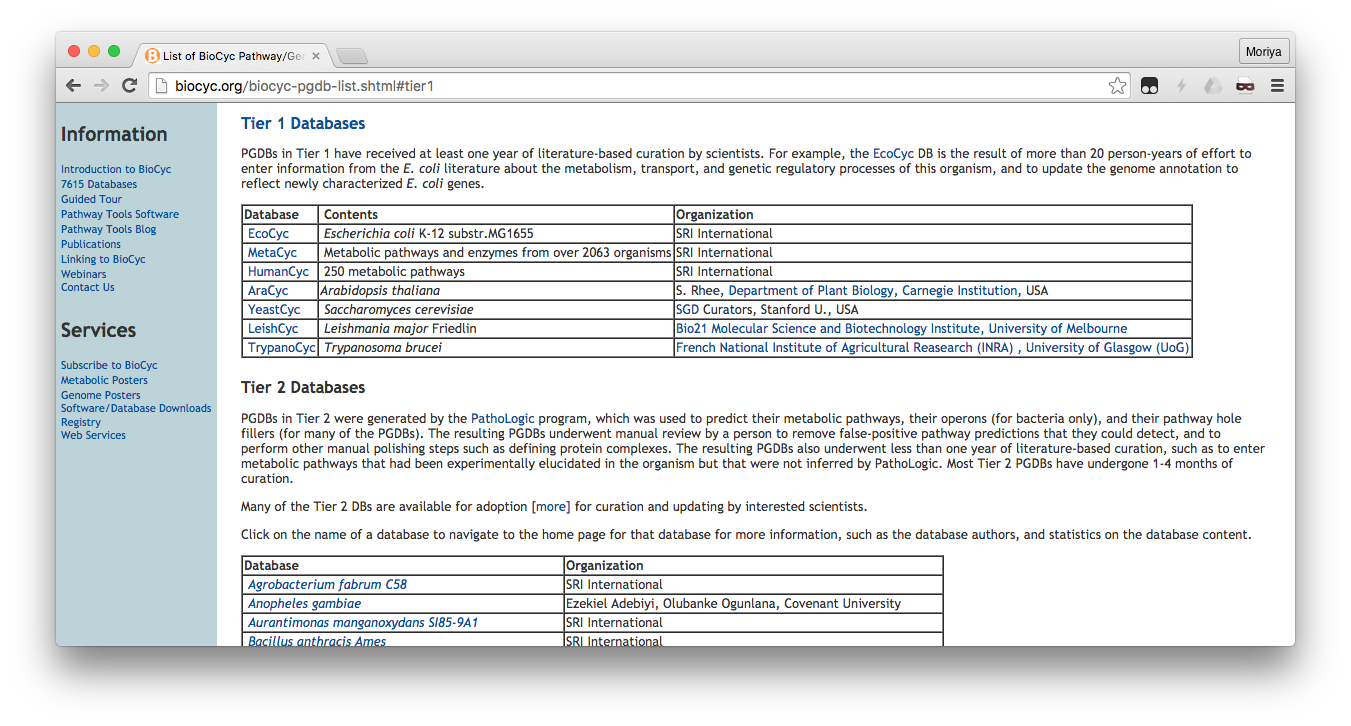 List of BioCyc Pathway/Ge
Moriya
biocyc.org/biocyc-pgdb-list.shtml#tier1
Information
Introduction to BioCyc
7615 Databases
Guided Tour
Pathway Tools Software
Pathway Tools Blog
Publications
Linking to BioCyc
Webinars
Contact Us
Services
Subscribe to BioCyc
Metabolic Posters
Genome Posters
Software/Database Downloads
Registry
Web Services
Tier 1 Databases
PGDBs in Tier 1 have received at least one year of literature-based curation by scientists. For example, the EcoCyc DB is the result of more than 20 person-years of effort to
enter information from the E. coli literature about the metabolism, transport, and genetic regulatory processes of this organism, and to update the genome annotation to
reflect newly characterized E. coli genes.
Database Contents Organization
EcoCyc Escherichia coli K-12 substr.MG1655 SRI International
MetaCyc Metabolic pathways and enzymes from over 2063 organisms SRI International
HumanCyc 250 metabolic pathways SRI International
AraCyc Arabidopsis thaliana S. Rhee, Department of Plant Biology, Carnegie Institution, USA
YeastCyc Saccharomyces cerevisiae SGD Curators, Stanford U., USA
LeishCyc Leishmania major Friedlin Bio21 Molecular Science and Biotechnology Institute, University of Melbourne
TrypanoCyc Trypanosoma brucei French National Institute of Agricultural Reasearch (INRA) , University of Glasgow (UoG)
Tier 2 Databases
PGDBs in Tier 2 were generated by the PathoLogic program, which was used to predict their metabolic pathways, their operons (for bacteria only), and their pathway hole
fillers (for many of the PGDBs). The resulting PGDBs underwent manual review by a person to remove false-positive pathway predictions that they could detect, and to
perform other manual polishing steps such as defining protein complexes. The resulting PGDBs also underwent less than one year of literature-based curation, such as to enter
metabolic pathways that had been experimentally elucidated in the organism but that were not inferred by PathoLogic. Most Tier 2 PGDBs have undergone 1-4 months of
curation.
Many of the Tier 2 DBs are available for adoption [more] for curation and updating by interested scientists.
Click on the name of a database to navigate to the home page for that database for more information, such as the database authors, and statistics on the database content.
Database Organization
Agrobacterium fabrum C58 SRI International
Anopheles gambiae Ezekiel Adebiyi, Olubanke Ogunlana, Covenant University
Aurantimonas manganoxydans SI85-9A1 SRI International
Bacillus anthracis Ames SRI International